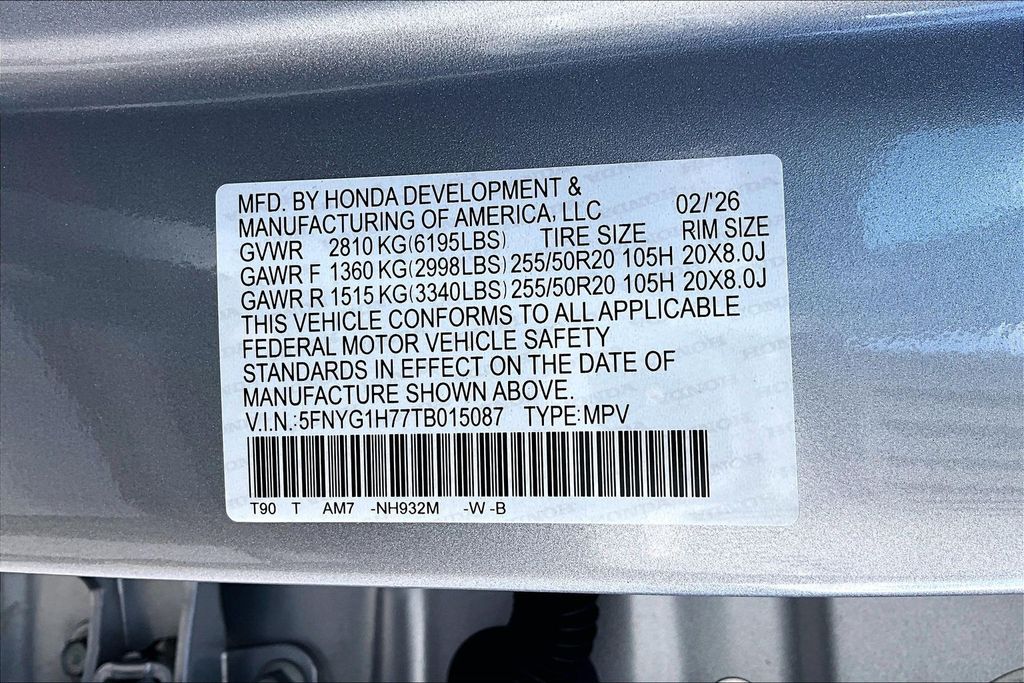 MFD. BY HONDA DEVELOPMENT &
MANUFACTURING OF AMERICA, LLC 02/'26
GVWR 2810 KG(6195LBS) TIRE SIZE RIM SIZE
GAWR F 1360 KG(2998LBS) 255/50R20 105H 20X8.0J
GAWR R 1515 KG(3340LBS) 255/50R20 105H 20X8.0J
THIS VEHICLE CONFORMS TO ALL APPLICABLE
FEDERAL MOTOR VEHICLE SAFETY
STANDARDS IN EFFECT ON THE DATE OF
MANUFACTURE SHOWN ABOVE.
V.I.N.:5FNYG1H77TB015087 TYPE:MPV
T90 T AM7 -NH932M -W -B